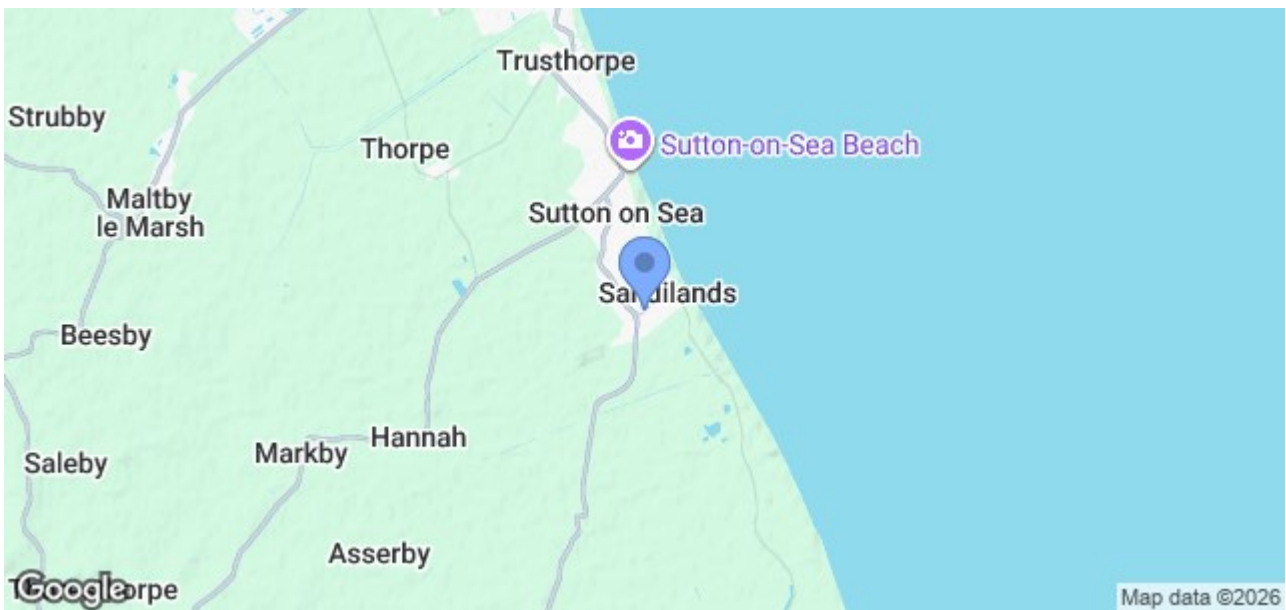 Trusthorpe
Strubby
Thorpe
Sutton-on-Sea Beach
Maltby
le Marsh
Sutton on Sea
Sandilands
Beesby
Hannah
Markby
Saleby
Asserby
Google
Map data ©2026